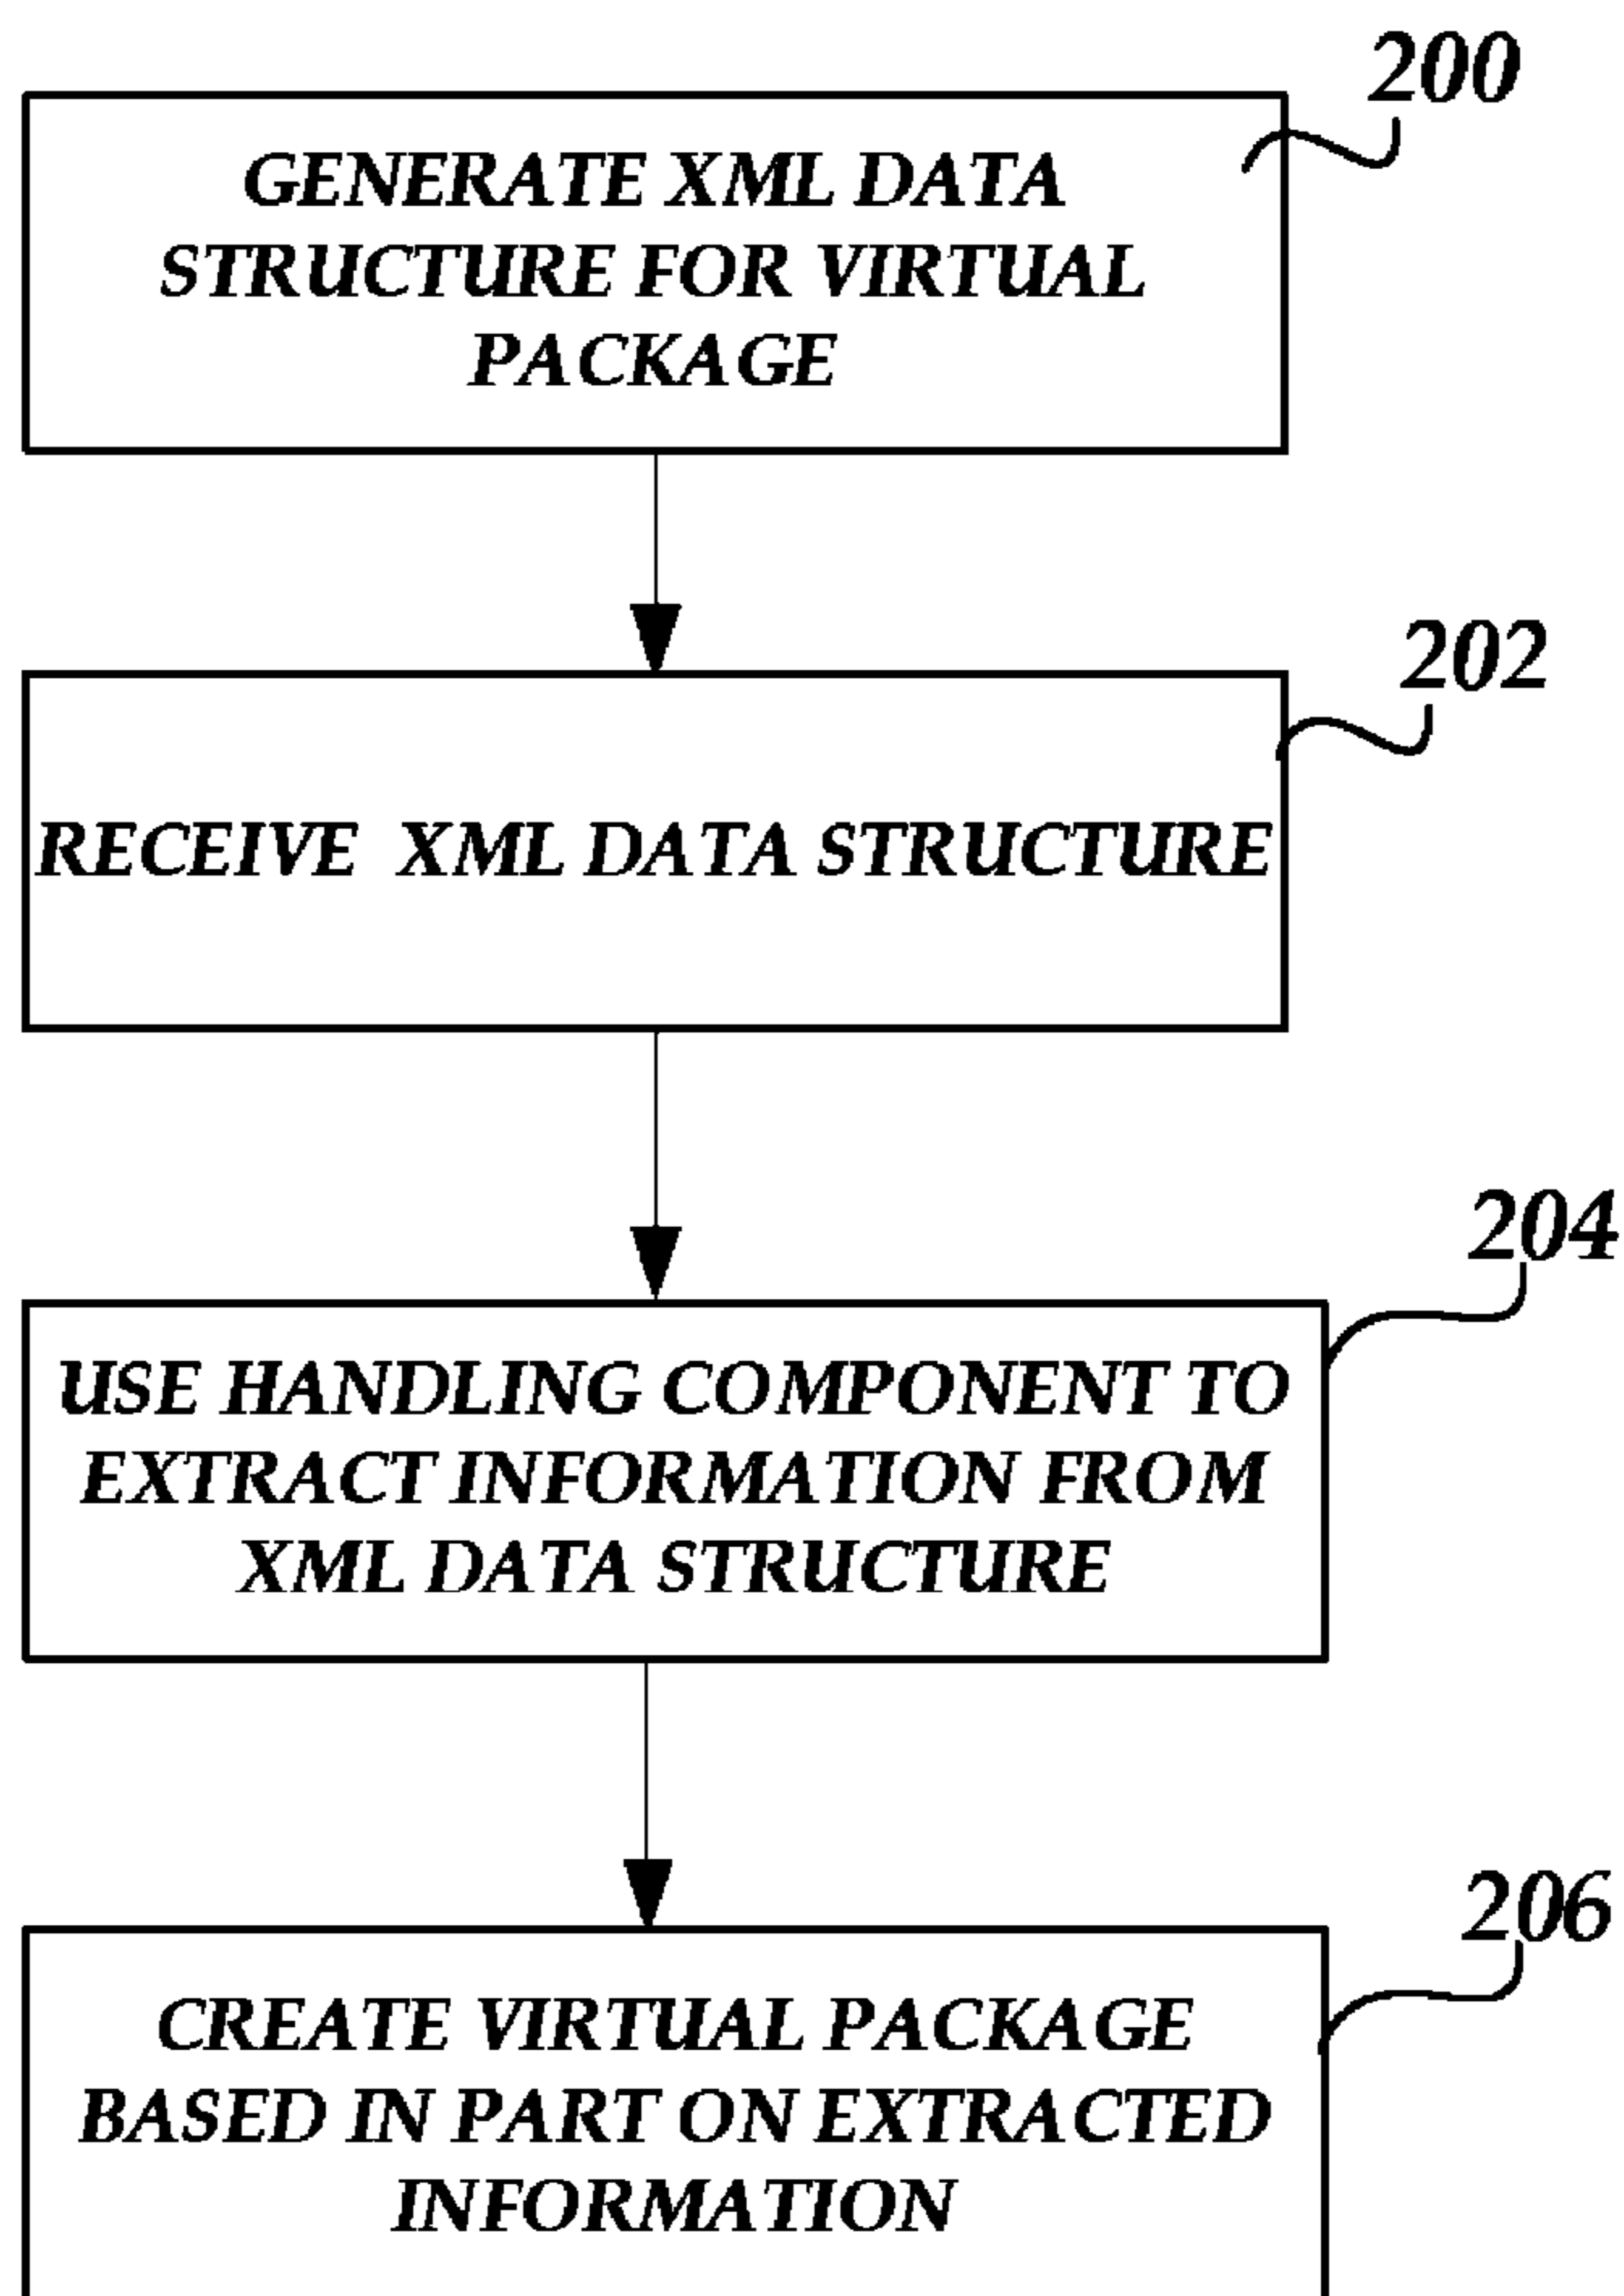 200
GENERATE XML DATA
STRUCTURE FOR VIRTUAL
PACKAGE
202
RECEIVE XML DATA STRUCTURE
204
USE HANDLING COMPONENT TO
EXTRACT INFORMATION FROM
XML DATA STRUCTURE
206
CREATE VIRTUAL PACKAGE
BASED IN PART ON EXTRACTED
INFORMATION